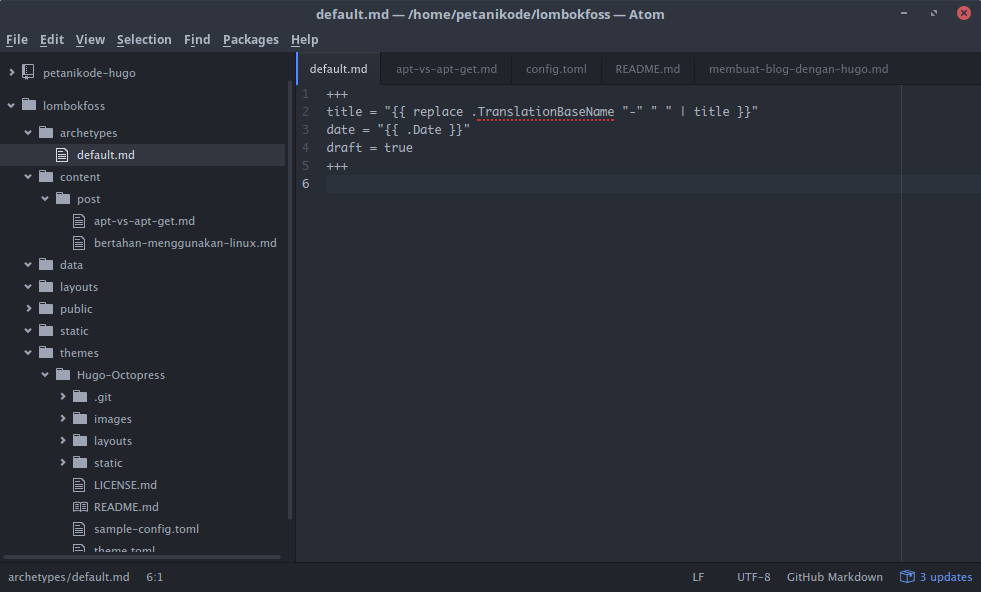 default.md — /home/petanikode/lombokfoss — Atom
File Edit View Selection Find Packages Help
petanikode-hugo
lombokfoss
archetypes
default.md
content
post
apt-vs-apt-get.md
bertahan-menggunakan-linux.md
data
layouts
public
static
themes
Hugo-Octopress
.git
images
layouts
static
LICENSE.md
README.md
sample-config.toml
theme.toml
default.md apt-vs-apt-get.md config.toml README.md membuat-blog-dengan-hugo.md
1 +++
2 title = "{{ replace .TranslationBaseName "-" " " | title }}"
3 date = "{{ .Date }}"
4 draft = true
5 +++
6
archetypes/default.md 6:1 LF UTF-8 GitHub Markdown 3 updates